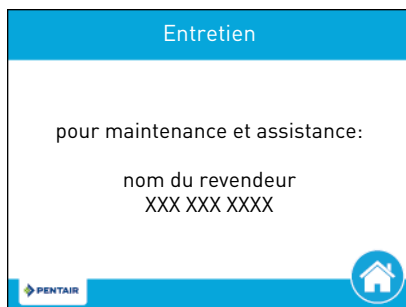 Entretien
pour maintenance et assistance:
nom du revendeur
XXX XXX XXXX
PENTAIR